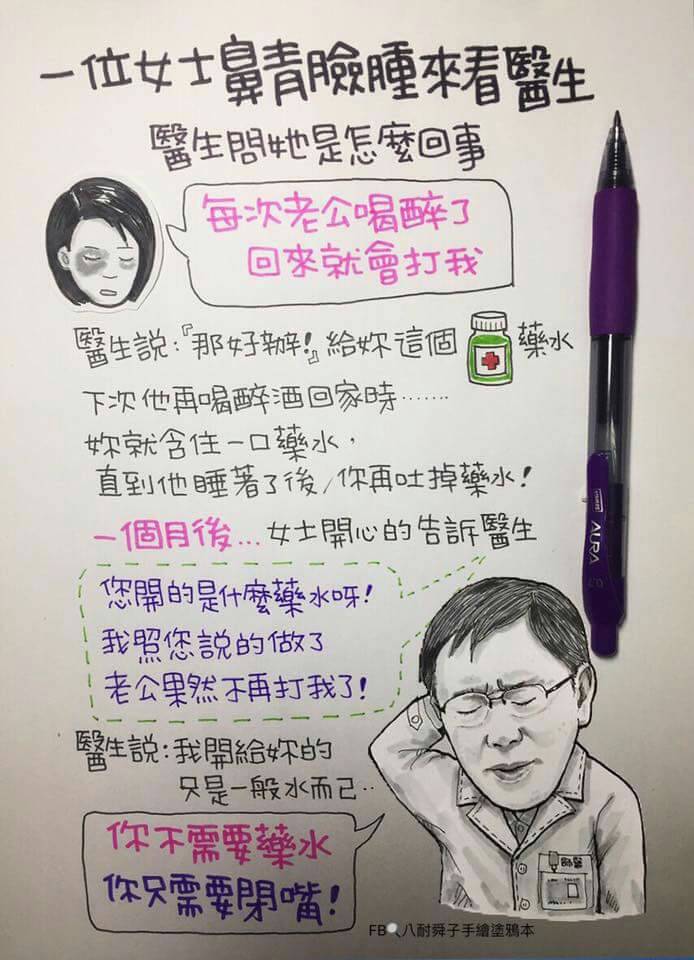 一位女士鼻青臉腫來看醫生
醫生問她是怎麼回事
每次老公喝醉了
回來就會打我
醫生說：『那好辦！』給妳這個藥水
下次他再喝醉酒回家時⋯⋯
妳就含住一口藥水，
直到他睡著了後/你再吐掉藥水！
一個月後...女士開心的告訴醫生
您開的是什麼藥水呀！
我照您說的做了
老公果然不再打我了！
醫生說：我開給妳的
只是一般水而已..
你不需要藥水
你只需要閉嘴！
醫師
AURA
FB 八耐舜子手繪塗鴉本